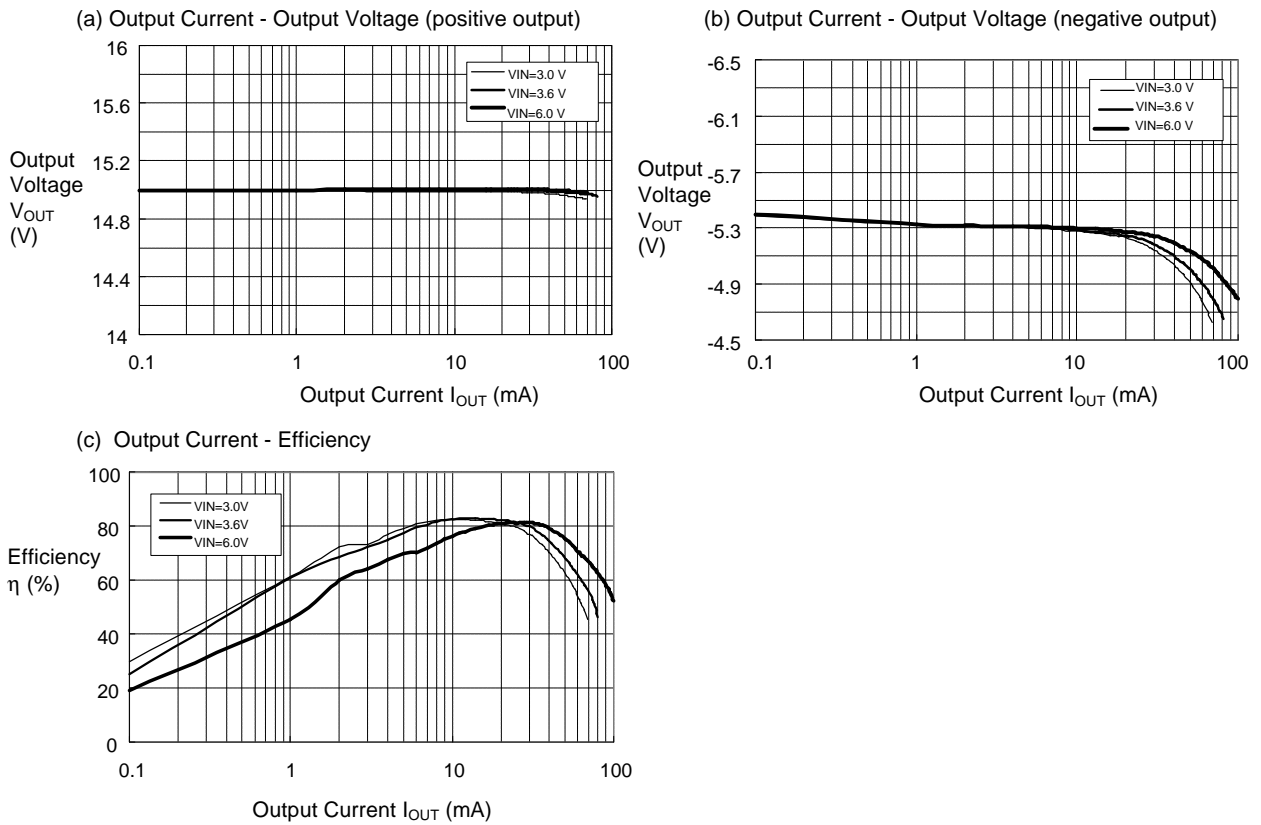 (a) Output Current - Output Voltage (positive output)
16
15.6
15.2
14.8
14.4
14
Output
Voltage
VOUT
(V)
VIN=3.0 V
VIN=3.6 V
VIN=6.0 V
0.1
1
10
100
Output Current IOUT (mA)
(b) Output Current - Output Voltage (negative output)
-6.5
-6.1
-5.7
-5.3
-4.9
-4.5
Output
Voltage
VOUT
(V)
VIN=3.0 V
VIN=3.6 V
VIN=6.0 V
0.1
1
10
100
Output Current IOUT (mA)
(c) Output Current - Efficiency
100
80
60
40
20
0
Efficiency
η (%)
VIN=3.0V
VIN=3.6V
VIN=6.0V
0.1
1
10
100
Output Current IOUT (mA)